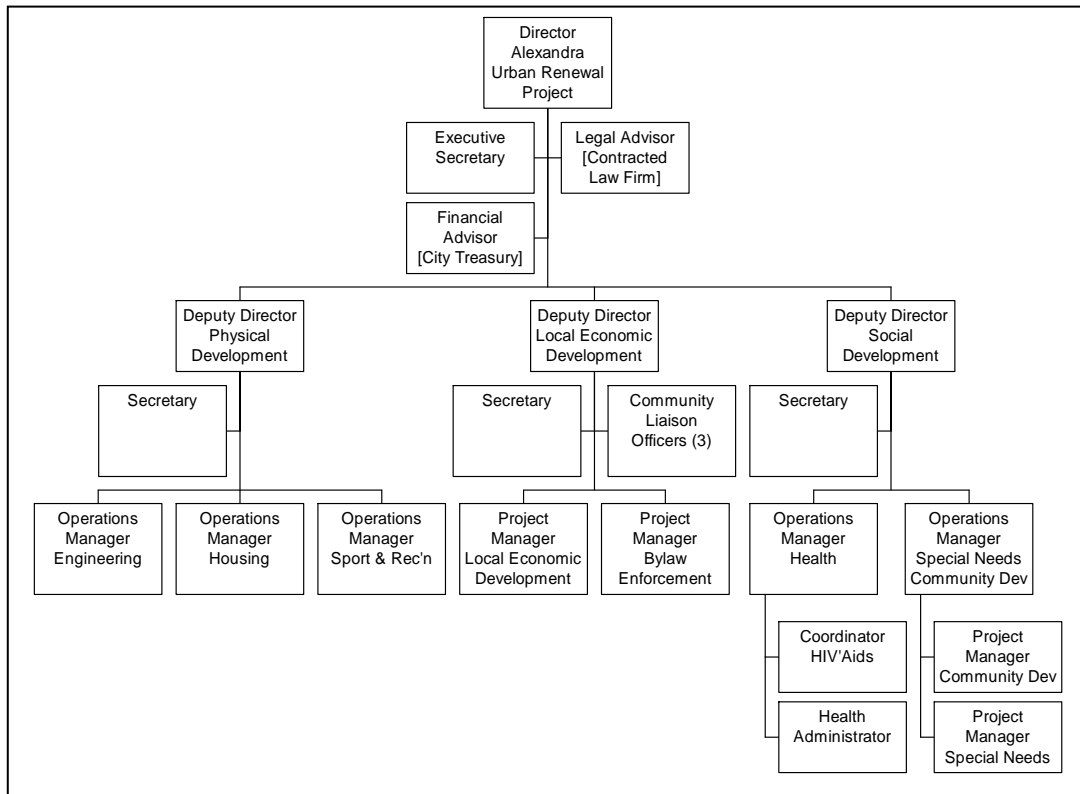 Director
Alexandra
Urban Renewal
Project
Executive
Secretary
Legal Advisor
[Contracted
Law Firm]
Financial
Advisor
[City Treasury]
Deputy Director
Physical
Development
Deputy Director
Local Economic
Development
Deputy Director
Social
Development
Secretary
Secretary
Community
Liaison
Officers (3)
Secretary
Operations
Manager
Engineering
Operations
Manager
Housing
Operations
Manager
Sport & Rec'n
Project
Manager
Local Economic
Development
Project
Manager
Bylaw
Enforcement
Operations
Manager
Health
Operations
Manager
Special Needs
Community Dev
Coordinator
HIV'Aids
Project
Manager
Community Dev
Health
Administrator
Project
Manager
Special Needs